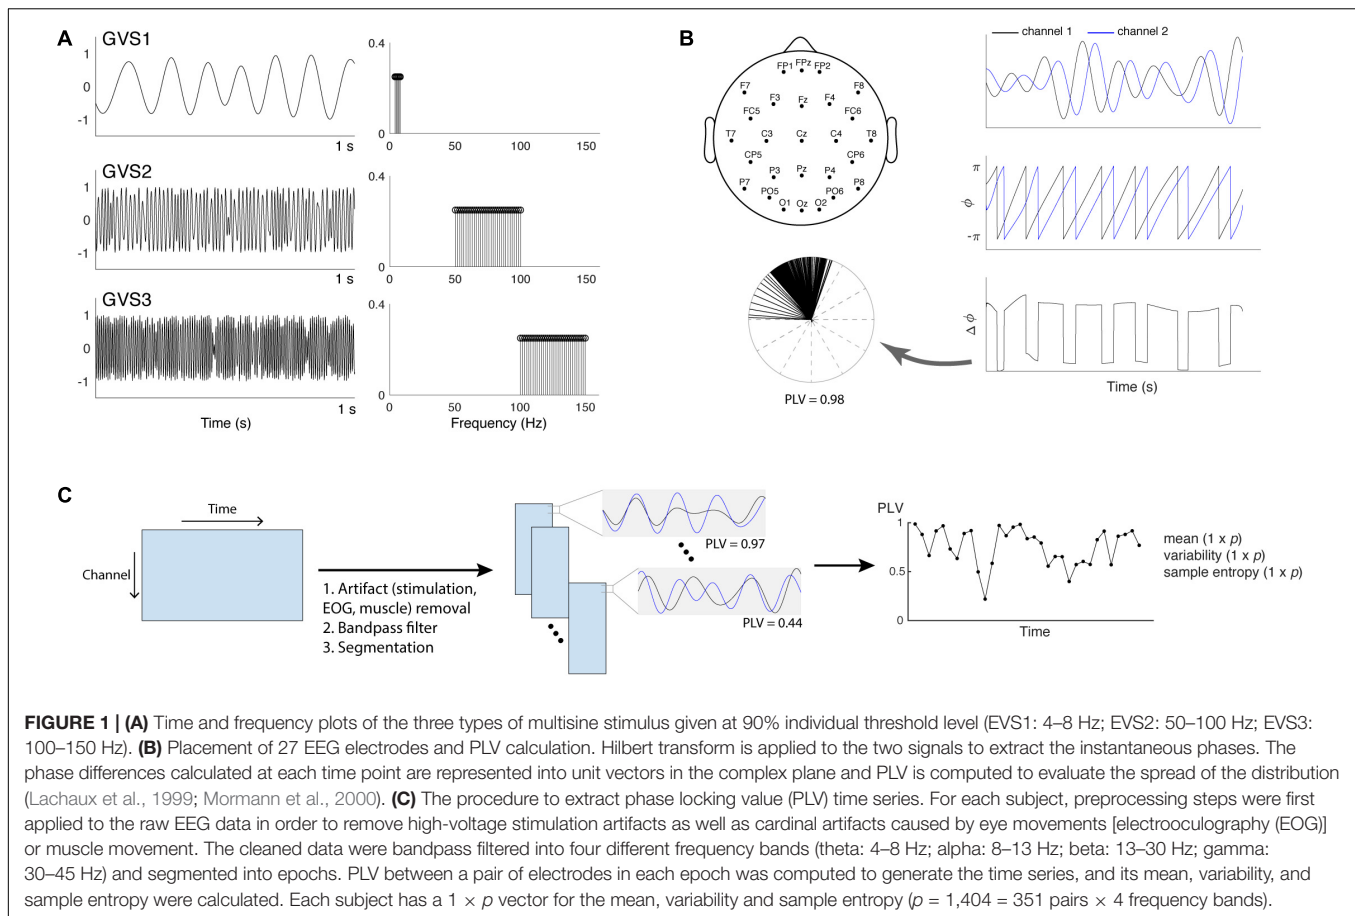 A
GVS1
1
0
-1
1 s
0.4
0
0
50
100
150
GVS2
1
0
-1
1 s
0.4
0
0
50
100
150
GVS3
1
0
-1
1 s
Time (s)
0.4
0
0
50
100
150
Frequency (Hz)
B
FP1 FPz FP2
F7 F3 Fz F4 F8
FC5 FC6
T7 C3 Cz C4 T8
CP5 CP6
P7 P3 Pz P4 P8
PO5 PO6
O1 Oz O2
PLV = 0.98
channel 1 channel 2
π
ϕ
-π
Δ ϕ
Time (s)
C
Time
Channel
1. Artifact (stimulation,
EOG, muscle) removal
2. Bandpass filter
3. Segmentation
PLV = 0.97
PLV = 0.44
PLV
1
0.5
0
Time
mean (1 x p)
variability (1 x p)
sample entropy (1 x p)
FIGURE 1 | (A) Time and frequency plots of the three types of multisine stimulus given at 90% individual threshold level (EVS1: 4–8 Hz; EVS2: 50–100 Hz; EVS3:
100–150 Hz). (B) Placement of 27 EEG electrodes and PLV calculation. Hilbert transform is applied to the two signals to extract the instantaneous phases. The
phase differences calculated at each time point are represented into unit vectors in the complex plane and PLV is computed to evaluate the spread of the distribution
(Lachaux et al., 1999; Mormann et al., 2000). (C) The procedure to extract phase locking value (PLV) time series. For each subject, preprocessing steps were first
applied to the raw EEG data in order to remove high-voltage stimulation artifacts as well as cardinal artifacts caused by eye movements [electrooculography (EOG)]
or muscle movement. The cleaned data were bandpass filtered into four different frequency bands (theta: 4–8 Hz; alpha: 8–13 Hz; beta: 13–30 Hz; gamma:
30–45 Hz) and segmented into epochs. PLV between a pair of electrodes in each epoch was computed to generate the time series, and its mean, variability, and
sample entropy were calculated. Each subject has a 1 × p vector for the mean, variability and sample entropy (p = 1,404 = 351 pairs × 4 frequency bands).